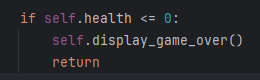 if self.health <= 0:
    self.display_game_over()
    return